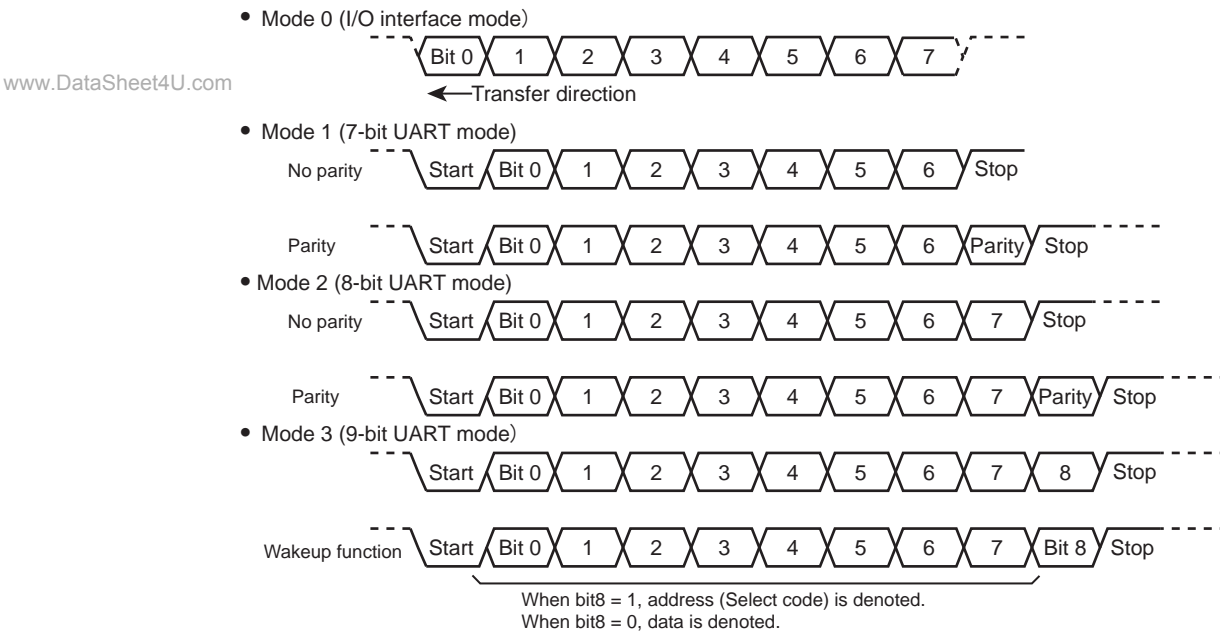 • Mode 0 (I/O interface mode)
Bit 0 1 2 3 4 5 6 7
www.DataSheet4U.com
Transfer direction
• Mode 1 (7-bit UART mode)
No parity Start Bit 0 1 2 3 4 5 6 Stop
Parity Start Bit 0 1 2 3 4 5 6 Parity Stop
• Mode 2 (8-bit UART mode)
No parity Start Bit 0 1 2 3 4 5 6 7 Stop
Parity Start Bit 0 1 2 3 4 5 6 7 Parity Stop
• Mode 3 (9-bit UART mode)
Start Bit 0 1 2 3 4 5 6 7 8 Stop
Wakeup function Start Bit 0 1 2 3 4 5 6 7 Bit 8 Stop
When bit8 = 1, address (Select code) is denoted.
When bit8 = 0, data is denoted.